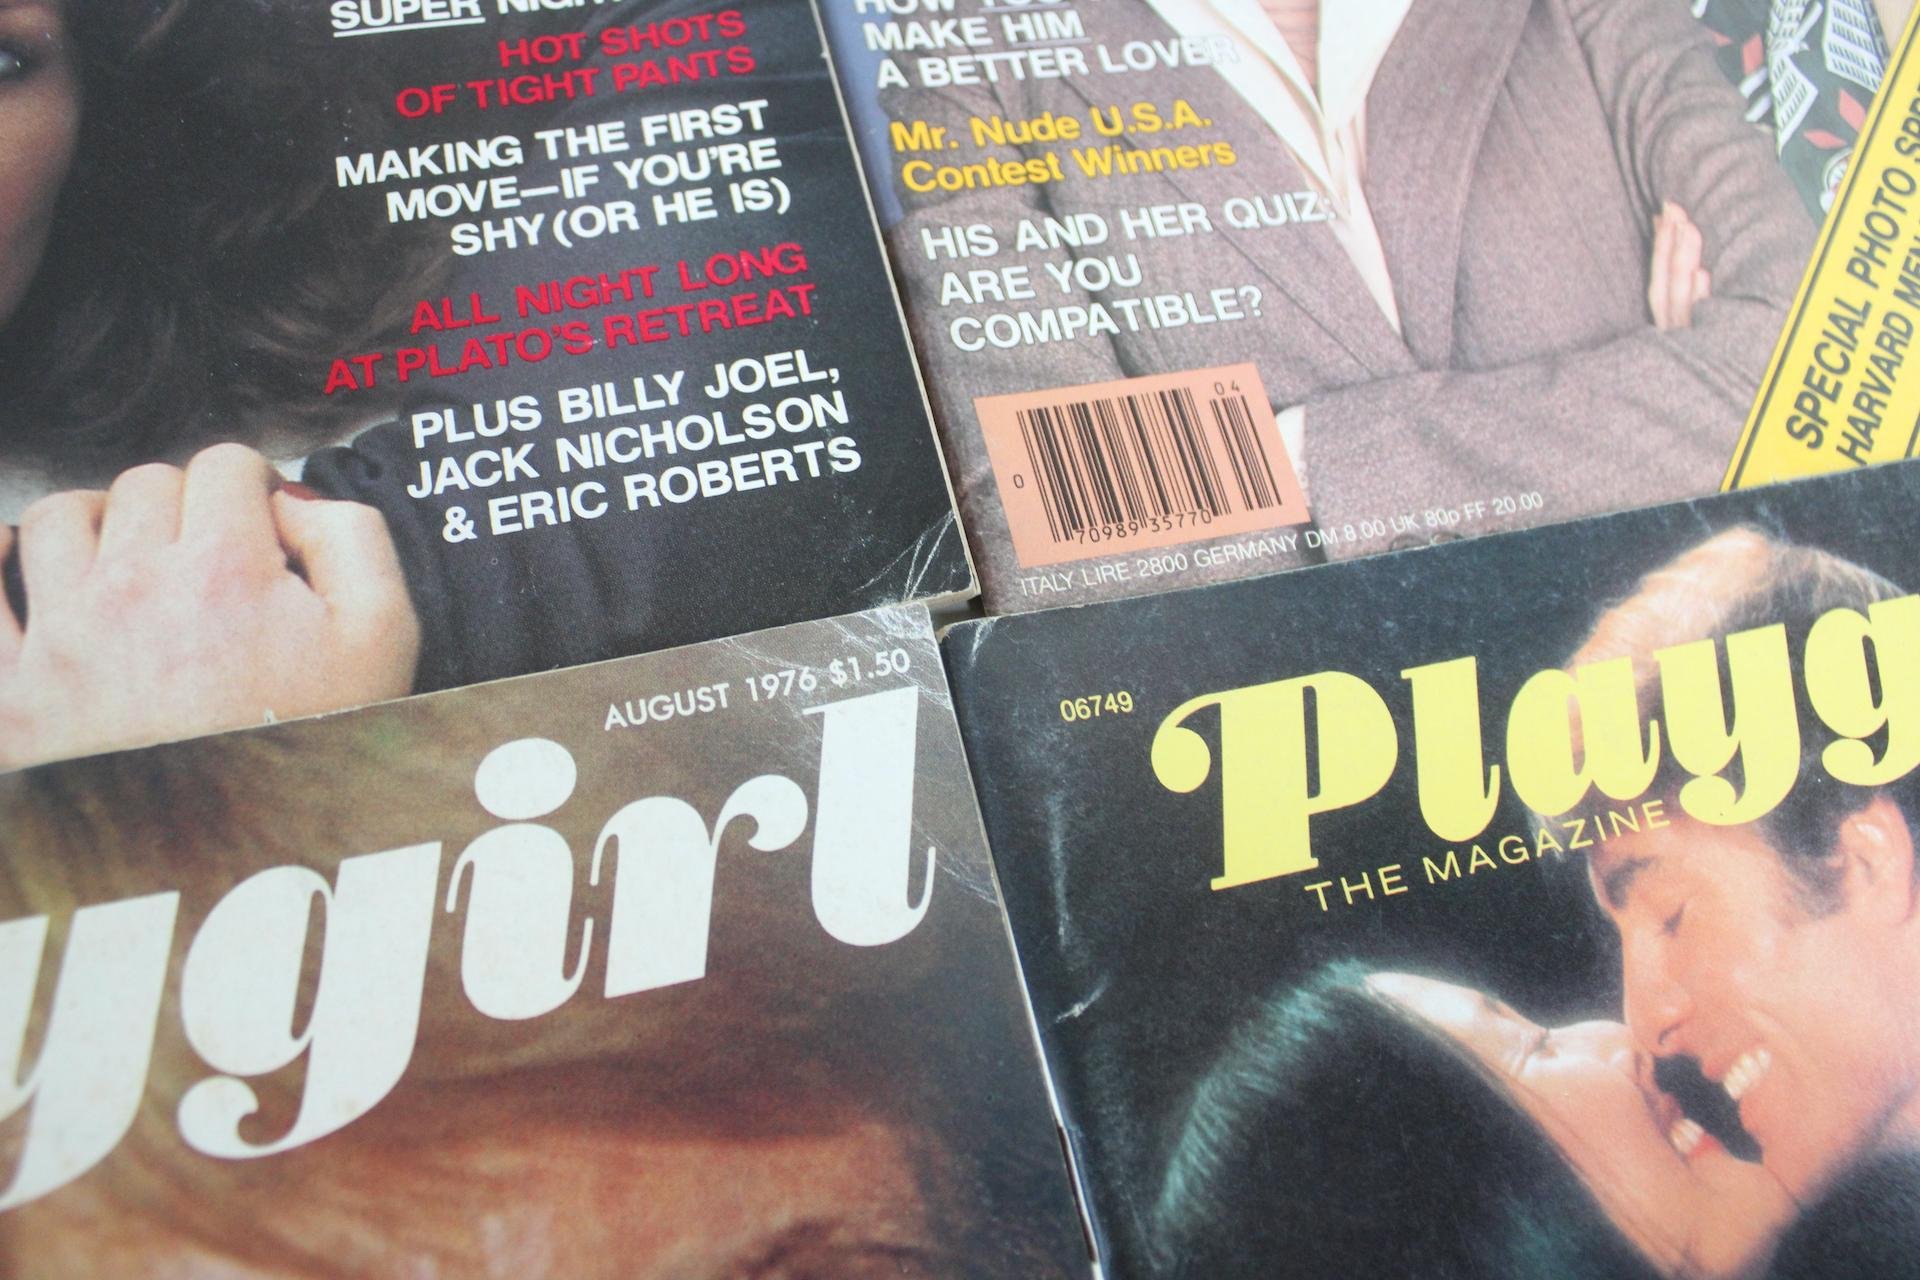 SUPER
HOT SHOTS
OF TIGHT PANTS
MAKING THE FIRST
MOVE—IF YOU'RE
SHY (OR HE IS)
ALL NIGHT LONG
AT PLATO'S RETREAT
PLUS BILLY JOEL,
JACK NICHOLSON
& ERIC ROBERTS
HOW YOU
MAKE HIM
A BETTER LOVER
Mr. Nude U.S.A.
Contest Winners
HIS AND HER QUIZ:
ARE YOU
COMPATIBLE?
04
0 70989 35770
ITALY LIRE 2800 GERMANY DM 8.00 UK 80p FF 20.00
SPECIAL PHOTO
HARVARD
AUGUST 1976 $1.50
ygirl
06749
Playg
THE MAGAZINE